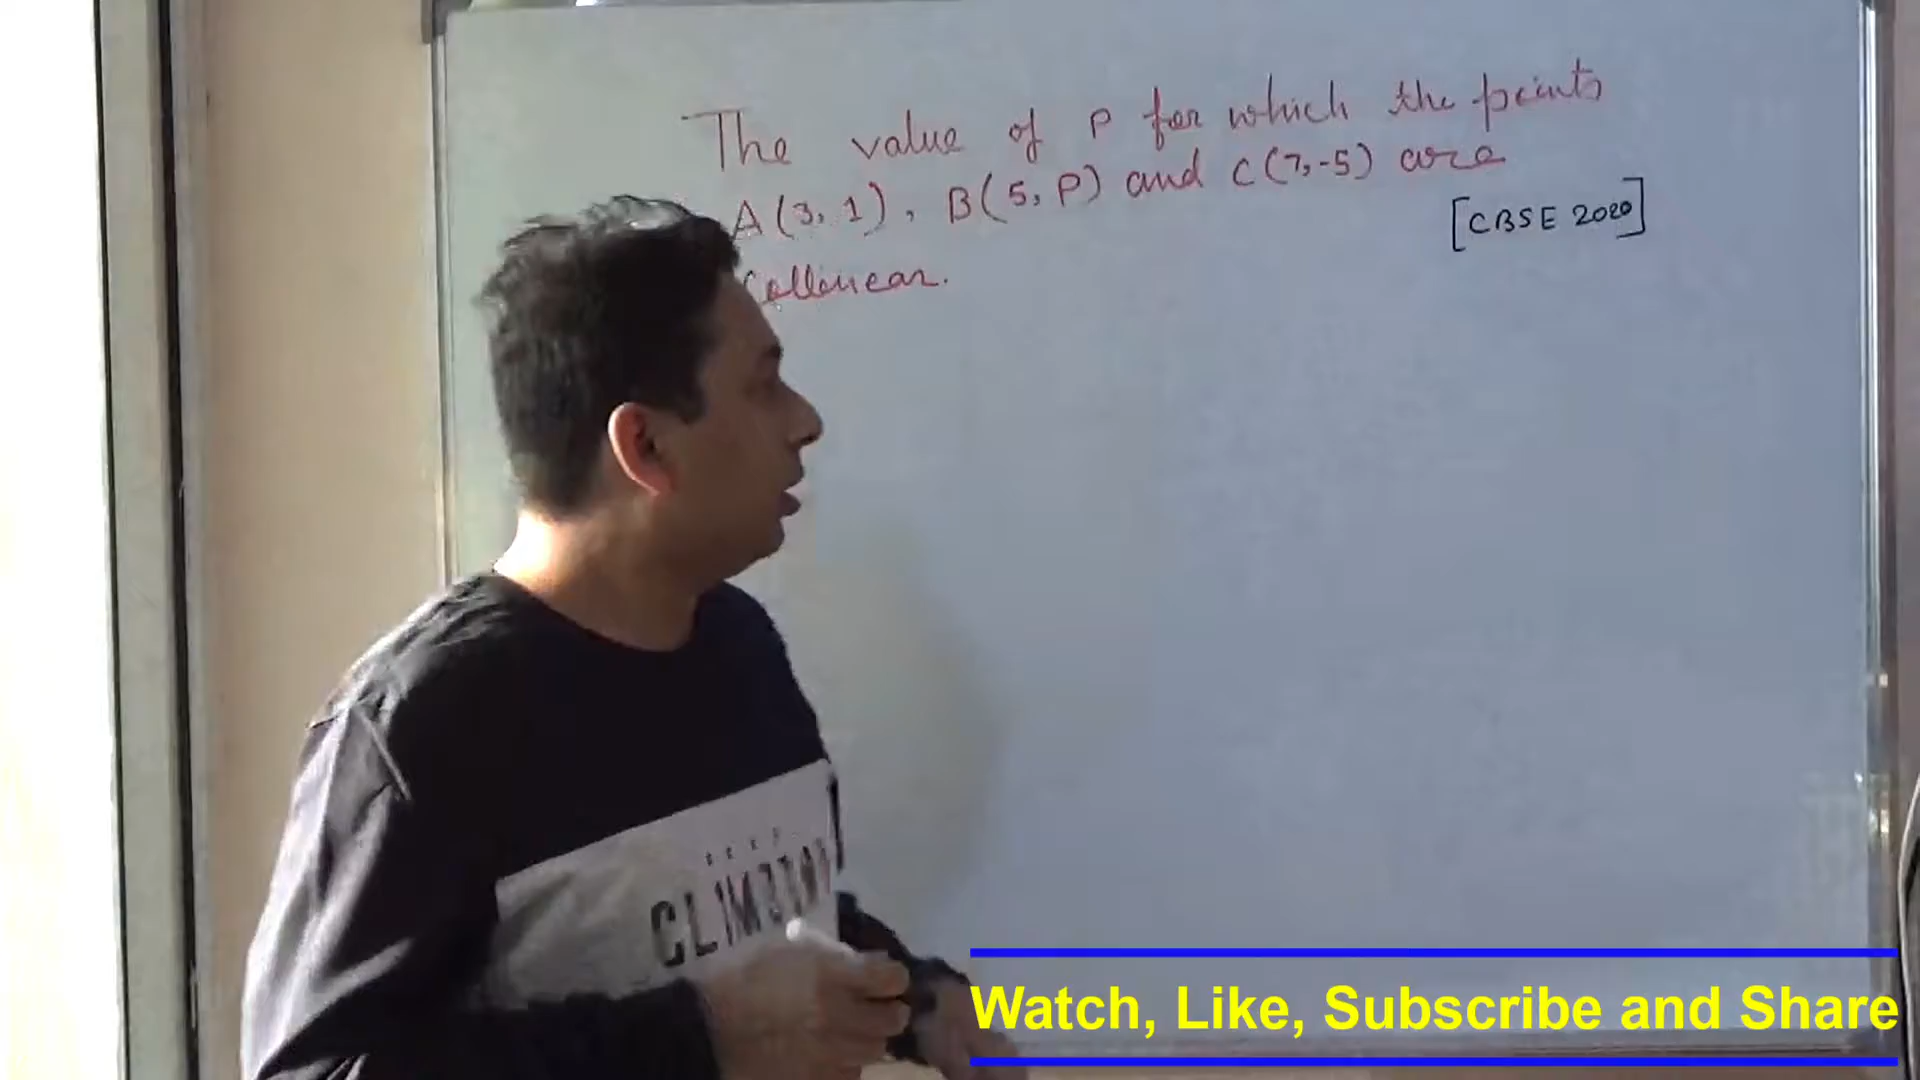 The value of P for which the points
A (3, 1), B(5, P) and C(7,-5) are
Collinear.
[CBSE 2020]
CLIMB
Watch, Like, Subscribe and Share